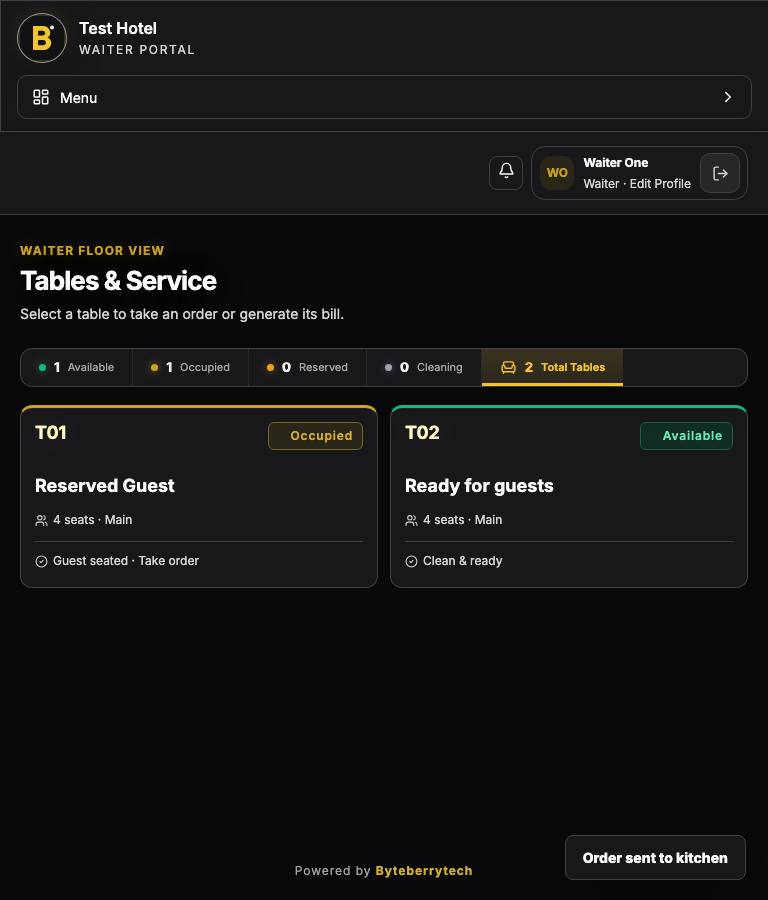 B
Test Hotel
WAITER PORTAL
Menu
WO
Waiter One
Waiter · Edit Profile
WAITER FLOOR VIEW
Tables & Service
Select a table to take an order or generate its bill.
1 Available
1 Occupied
0 Reserved
0 Cleaning
2 Total Tables
T01
Occupied
Reserved Guest
4 seats · Main
Guest seated · Take order
T02
Available
Ready for guests
4 seats · Main
Clean & ready
Powered by Byteberrytech
Order sent to kitchen